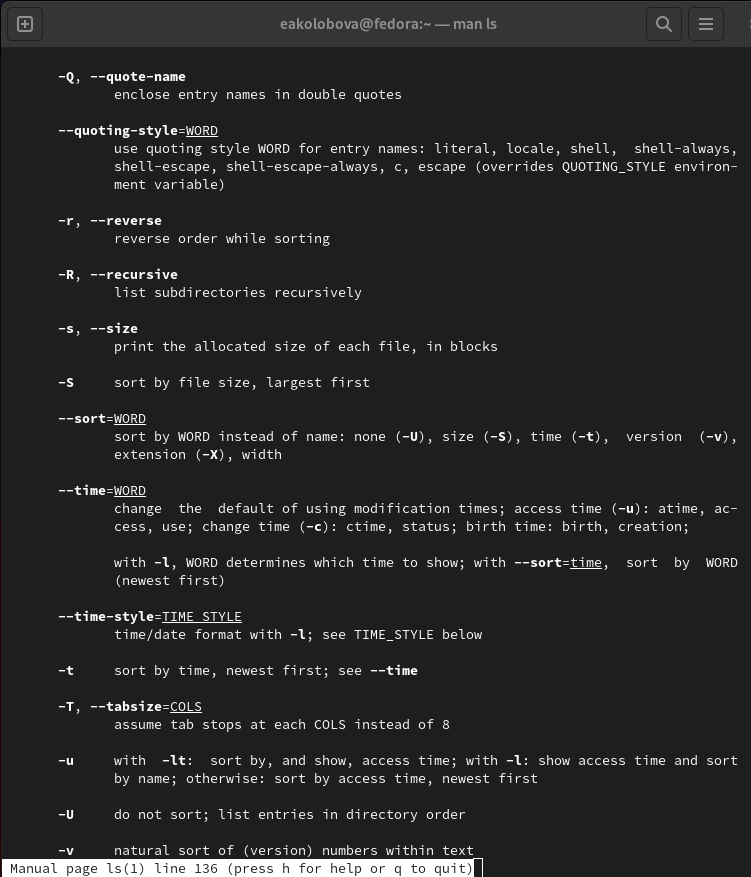 eakolobova@fedora:~ — man ls
-Q, --quote-name
enclose entry names in double quotes
--quoting-style=WORD
use quoting style WORD for entry names: literal, locale, shell,  shell-always,
shell-escape, shell-escape-always, c, escape (overrides QUOTING_STYLE environ-
ment variable)
-r, --reverse
reverse order while sorting
-R, --recursive
list subdirectories recursively
-s, --size
print the allocated size of each file, in blocks
-S     sort by file size, largest first
--sort=WORD
sort by WORD instead of name: none (-U), size (-S), time (-t),  version  (-v),
extension (-X), width
--time=WORD
change  the  default of using modification times; access time (-u): atime, ac-
cess, use; change time (-c): ctime, status; birth time: birth, creation;
with -l, WORD determines which time to show; with --sort=time,  sort  by  WORD
(newest first)
--time-style=TIME_STYLE
time/date format with -l; see TIME_STYLE below
-t     sort by time, newest first; see --time
-T, --tabsize=COLS
assume tab stops at each COLS instead of 8
-u     with  -lt:  sort by, and show, access time; with -l: show access time and sort
by name; otherwise: sort by access time, newest first
-U     do not sort; list entries in directory order
-v     natural sort of (version) numbers within text
Manual page ls(1) line 136 (press h for help or q to quit)